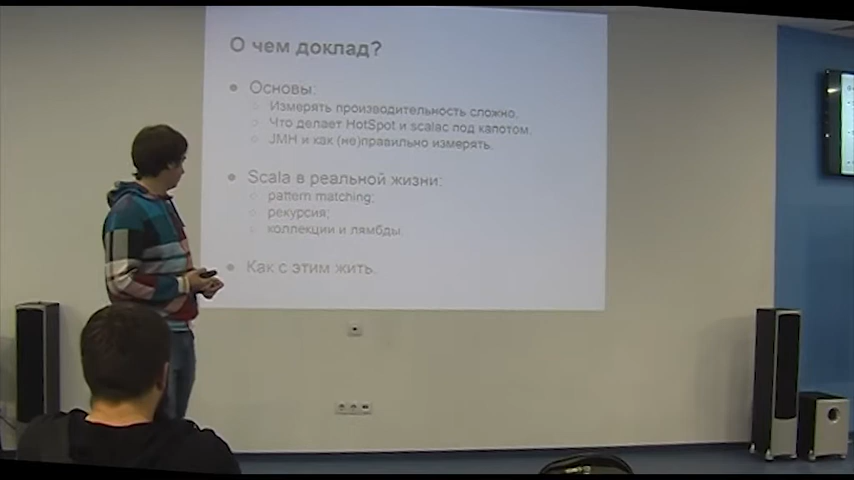 О чем доклад?
● Основы:
○ Измерять производительность сложно.
○ Что делает HotSpot и scalac под капотом.
○ JMH и как (не)правильно измерять.
● Scala в реальной жизни:
○ pattern matching;
○ рекурсия;
○ коллекции и лямбды.
● Как с этим жить.